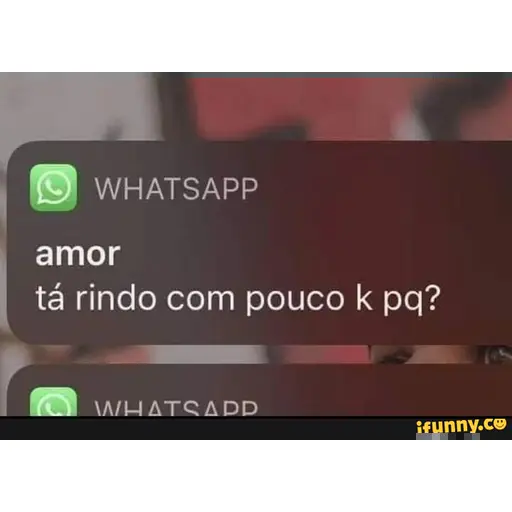 WHATSAPP
amor
tá rindo com pouco k pq?
WHATSAPP
ifunny.co